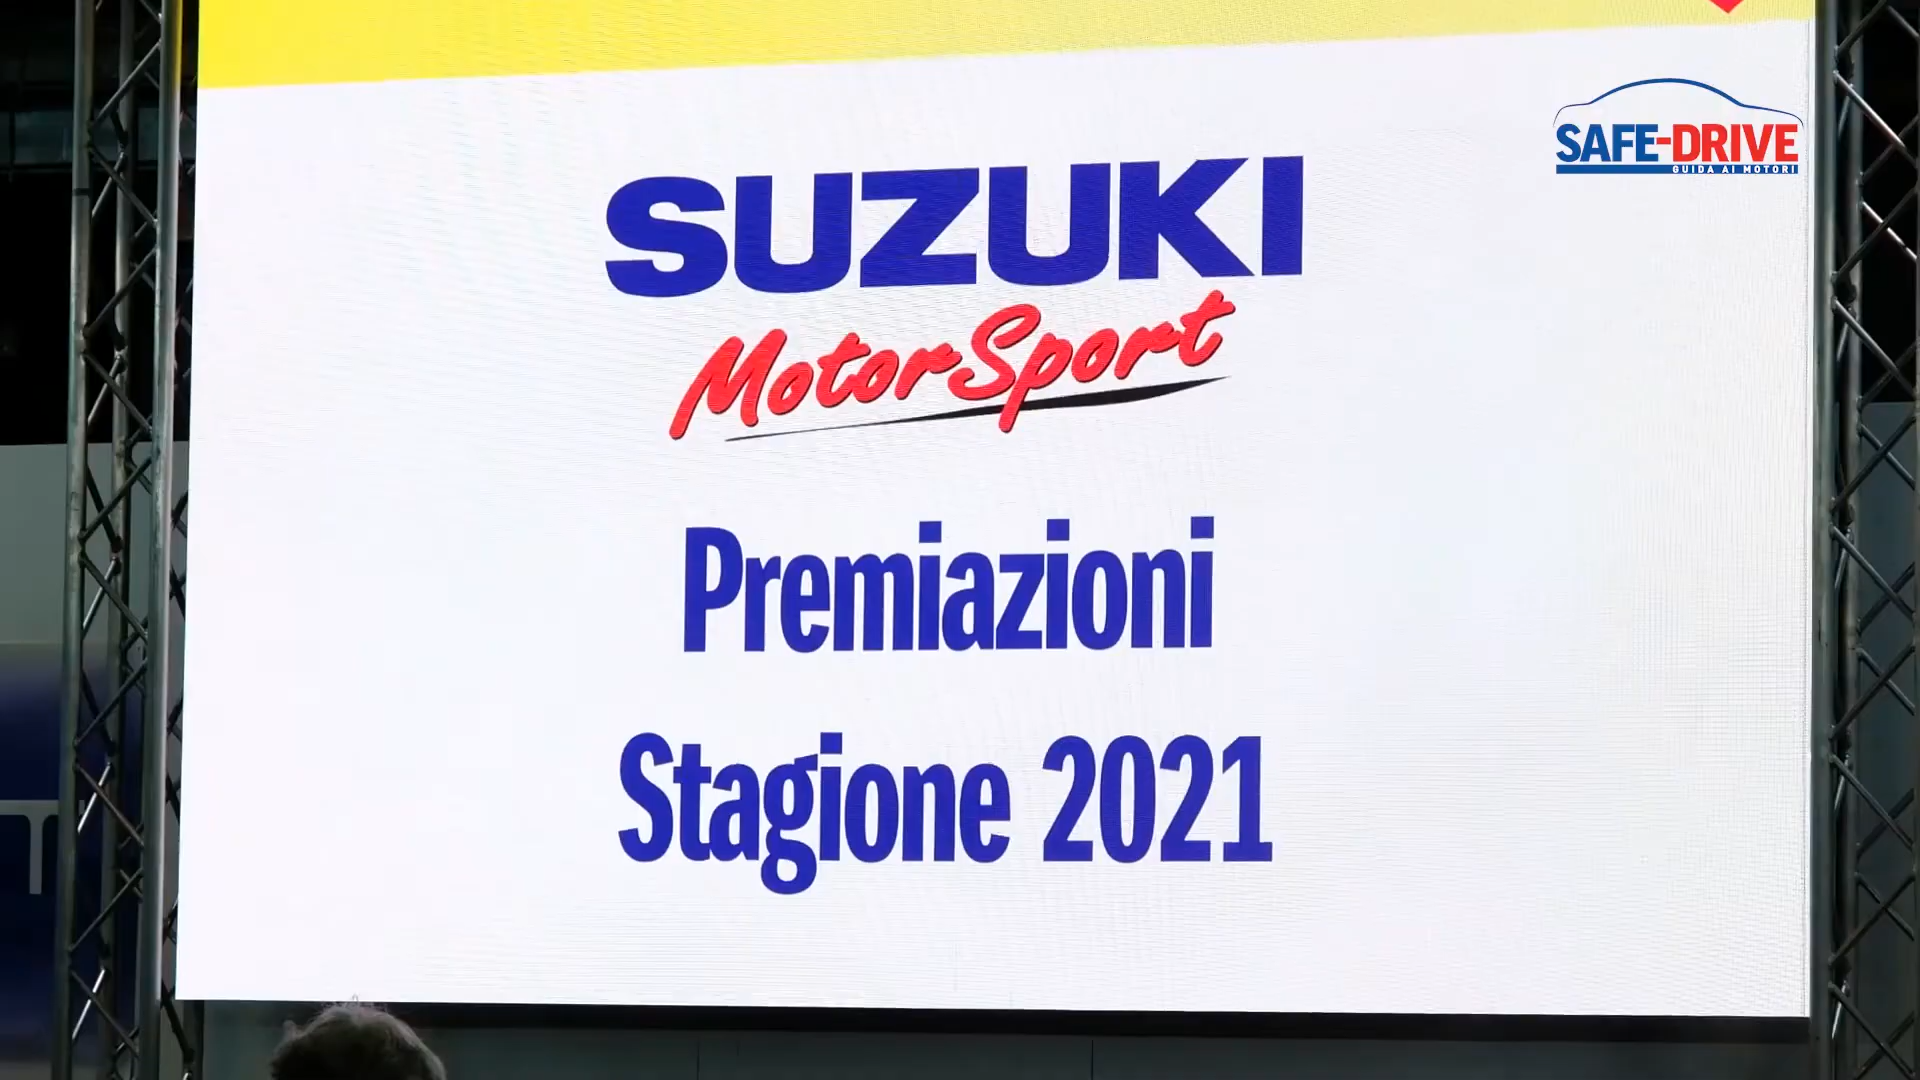 SAFE-DRIVE
GUIDA AI MOTORI
SUZUKI
MotorSport
Premiazioni
Stagione 2021
T